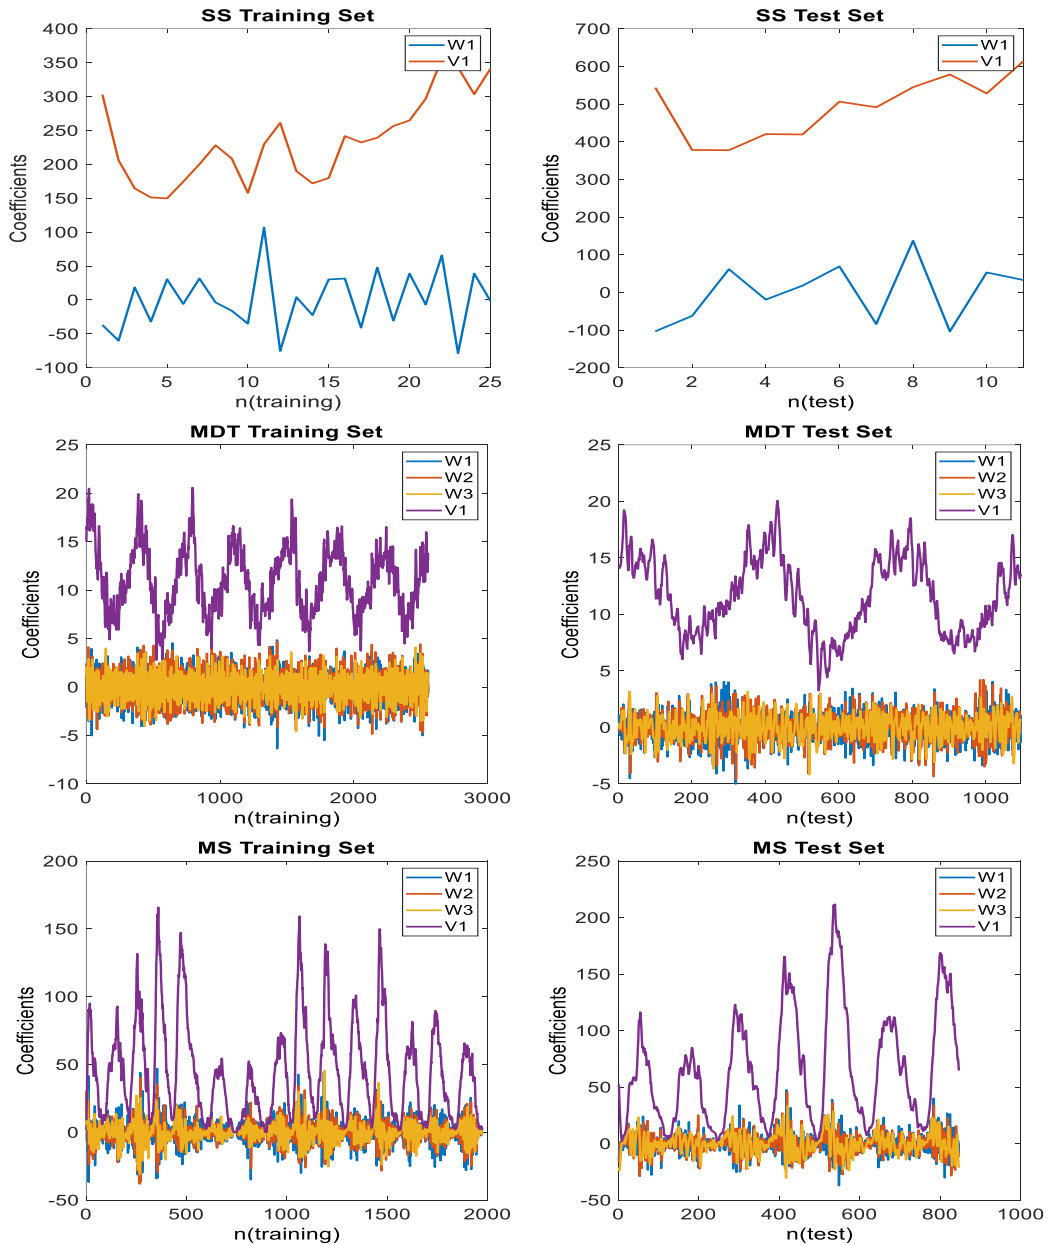 SS Training Set
400
350
300
250
200
150
100
50
0
-50
-100
Coefficients
0 5 10 15 20 25
n(training)
W1
V1
SS Test Set
700
600
500
400
300
200
100
0
-100
-200
Coefficients
0 2 4 6 8 10
n(test)
W1
V1
MDT Training Set
25
20
15
10
5
0
-5
-10
Coefficients
0 1000 2000 3000
n(training)
W1
W2
W3
V1
MDT Test Set
25
20
15
10
5
0
-5
Coefficients
0 200 400 600 800 1000
n(test)
W1
W2
W3
V1
MS Training Set
200
150
100
50
0
-50
Coefficients
0 500 1000 1500 2000
n(training)
W1
W2
W3
V1
MS Test Set
250
200
150
100
50
0
-50
Coefficients
0 200 400 600 800 1000
n(test)
W1
W2
W3
V1